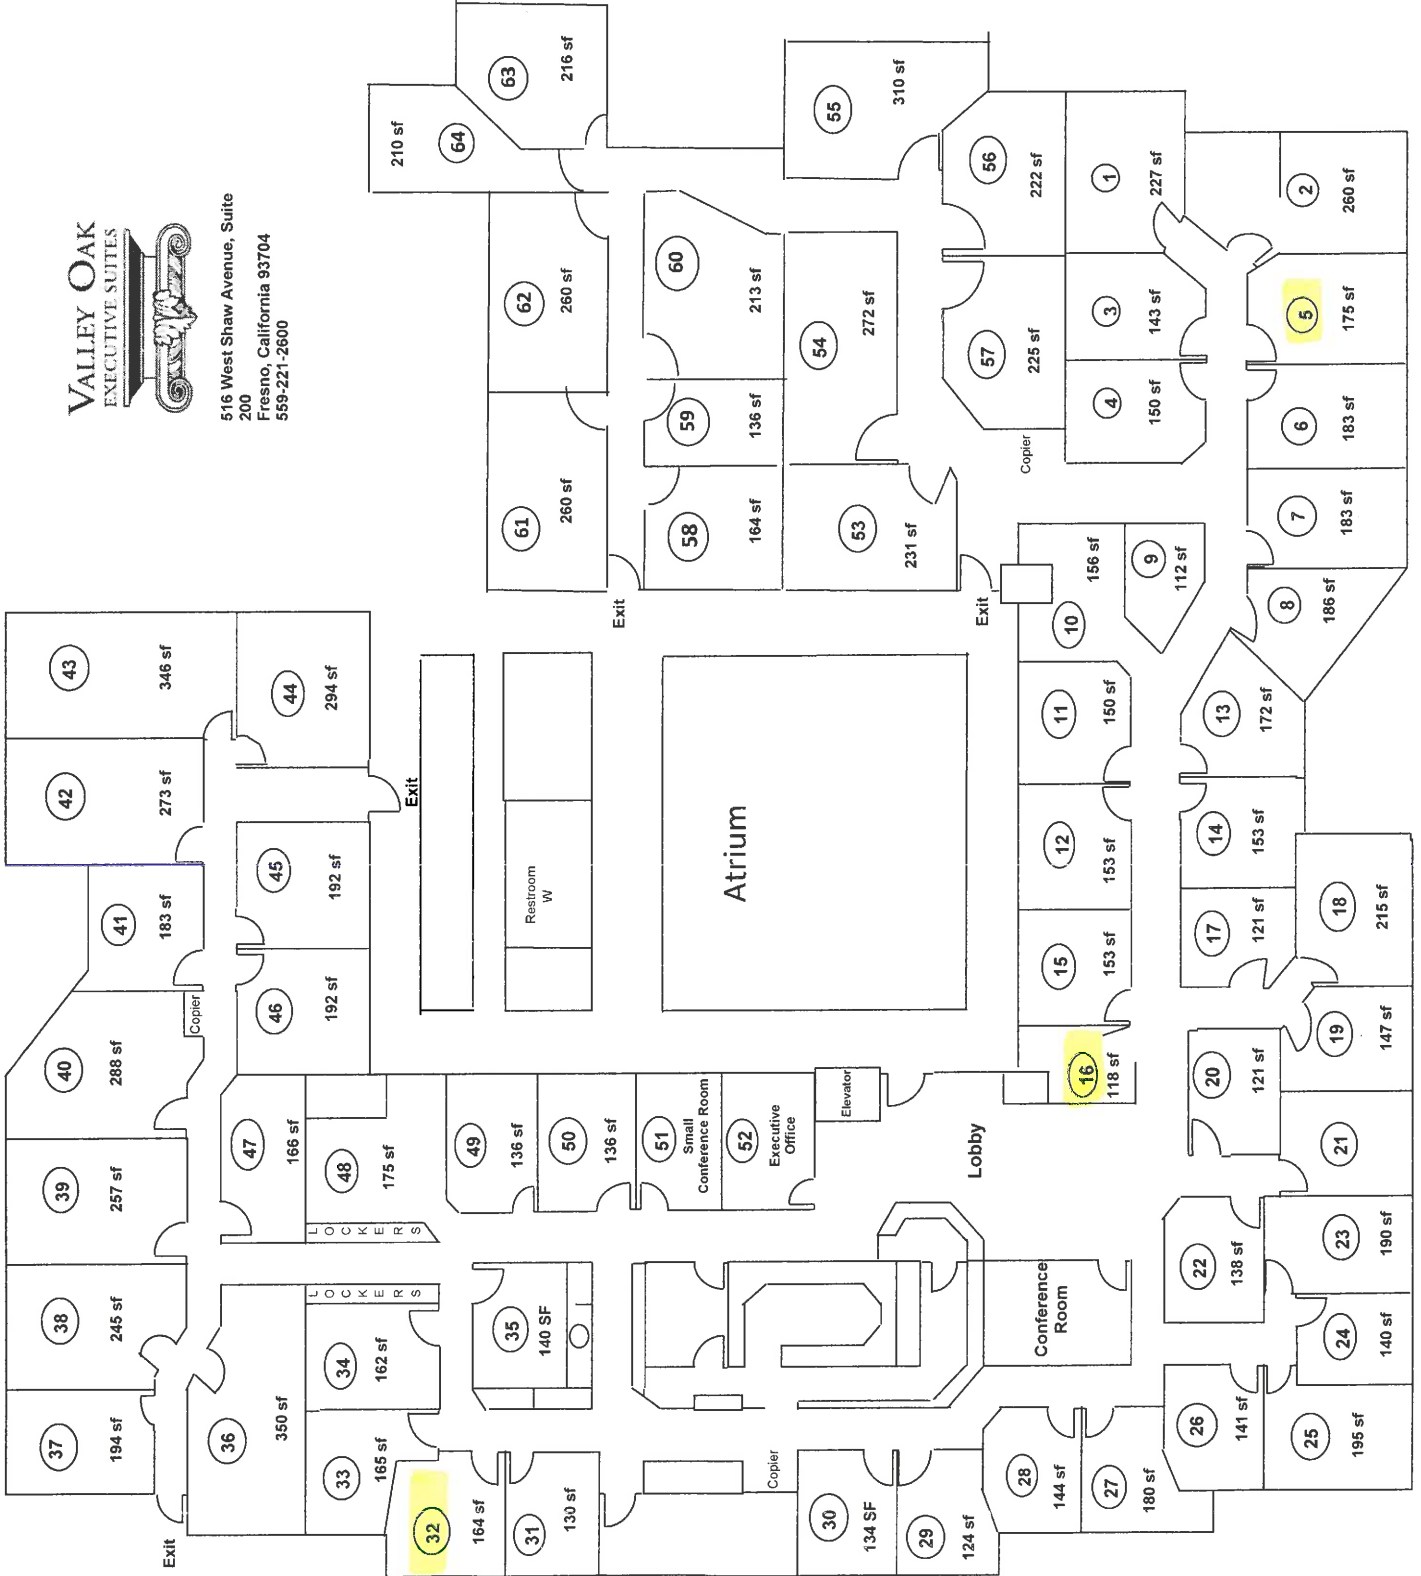 VALLEY OAK
EXECUTIVE SUITES
516 West Shaw Avenue, Suite
200
Fresno, California 93704
559-221-2600
63
216 sf
64
210 sf
55
310 sf
56
222 sf
1
227 sf
2
260 sf
62
260 sf
60
213 sf
54
272 sf
57
225 sf
3
143 sf
5
175 sf
4
150 sf
6
183 sf
59
136 sf
61
260 sf
58
164 sf
53
231 sf
Copier
7
183 sf
9
112 sf
156 sf
10
8
186 sf
Exit
Exit
43
346 sf
44
294 sf
42
273 sf
Exit
45
192 sf
41
183 sf
46
192 sf
Copier
40
288 sf
Restroom
W
Atrium
11
150 sf
13
172 sf
12
153 sf
14
153 sf
15
153 sf
17
121 sf
18
215 sf
16
118 sf
19
147 sf
20
121 sf
21
39
257 sf
47
166 sf
48
175 sf
49
136 sf
50
136 sf
51
Small
Conference Room
52
Executive
Office
Elevator
Lobby
LOCKERS
LOCKERS
38
245 sf
37
194 sf
36
350 sf
34
162 sf
33
165 sf
35
140 SF
32
164 sf
31
130 sf
Exit
Copier
Conference
Room
22
138 sf
23
190 sf
24
140 sf
26
141 sf
25
195 sf
28
144 sf
27
180 sf
30
134 SF
29
124 sf